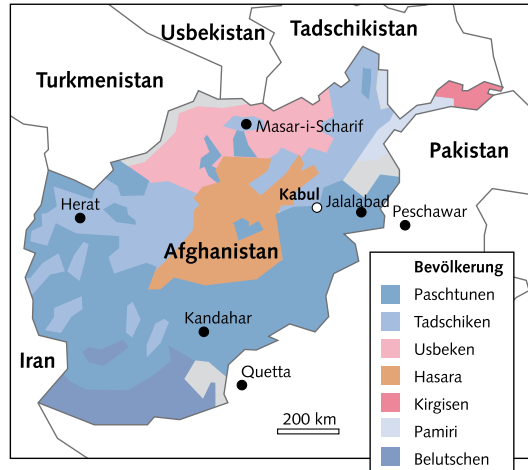 Usbekistan
Tadschikistan
Turkmenistan
Masar-i-Scharif
Pakistan
Kabul
Jalalabad
Herat
Peschawar
Afghanistan
Bevölkerung
Paschtunen
Tadschiken
Kandahar
Usbeken
Iran
Quetta
Hasara
Kirgisen
200 km
Pamiri
Belutschen